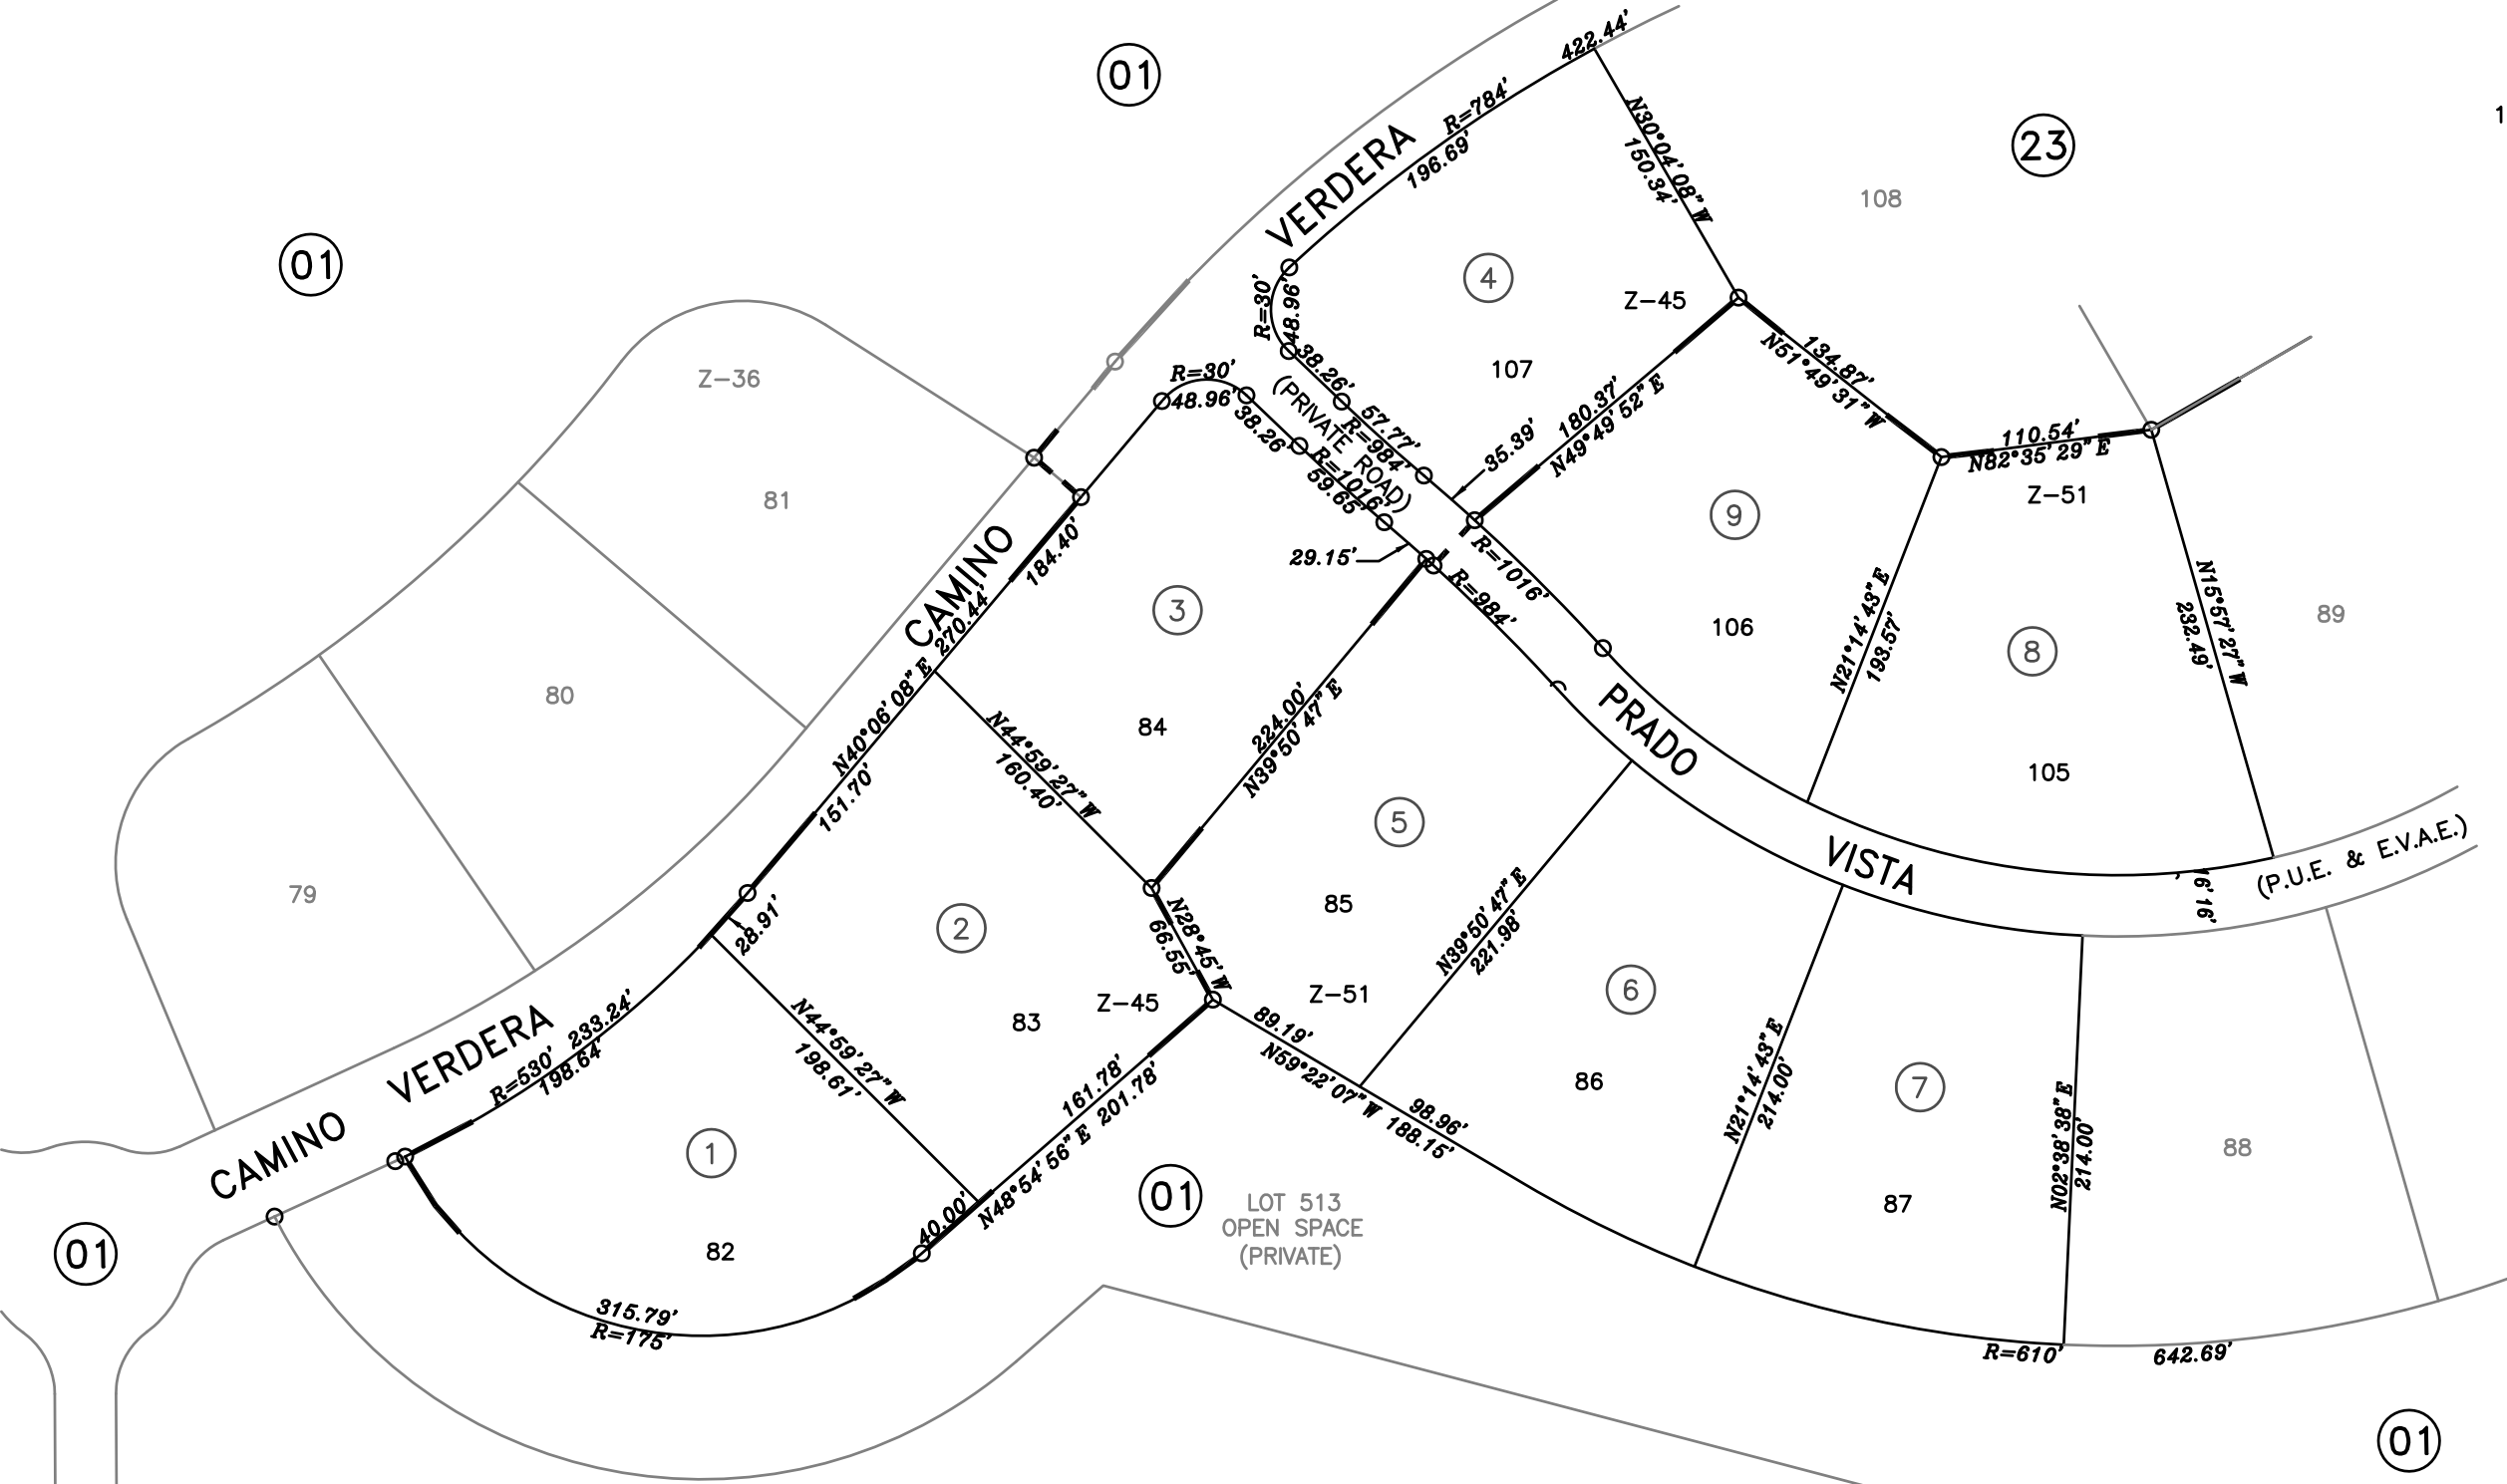 422.44'
01
R=784'
1
VERDERA
196.69'
N30°04'08"W
150.34'
23
108
01
4
Z-45
R=30'
48.96'
107
134.87'
N51°49'31"W
Z-36
R=30'
48.96'
38.26'
(PRIVATE ROAD)
38.26'
57.77'
R=984'
R=1016'
59.65'
35.39'
180.37'
N49°49'52"E
110.54'
N82°35'29"E
Z-51
81
9
184.40'
29.15'
R=1016'
R=984'
CAMINO
270.44'
3
106
N21°14'43"E
193.57'
8
N15°57'27"W
232.49'
89
80
N40°06'08"E
151.70'
N44°59'27"W
160.40'
84
224.00'
N39°50'47"E
PRADO
105
5
VISTA
(P.U.E. & E.V.A.E.)
16' 16'
79
28.91'
2
N28°45'W
66.55'
85
N39°50'47"E
221.98'
Z-45
Z-51
6
83
VERDERA
R=530'
233.24'
198.64'
N44°59'27"W
198.61'
161.78'
N48°54'56"E 201.78'
89.19'
N59°22'07"W 188.15'
98.96'
86
N21°14'43"E
214.00'
7
N02°38'38"E
214.00'
88
CAMINO
1
01
LOT 513
OPEN SPACE
(PRIVATE)
87
01
82
40.00'
315.79'
R=175'
R=610'
642.69'
01